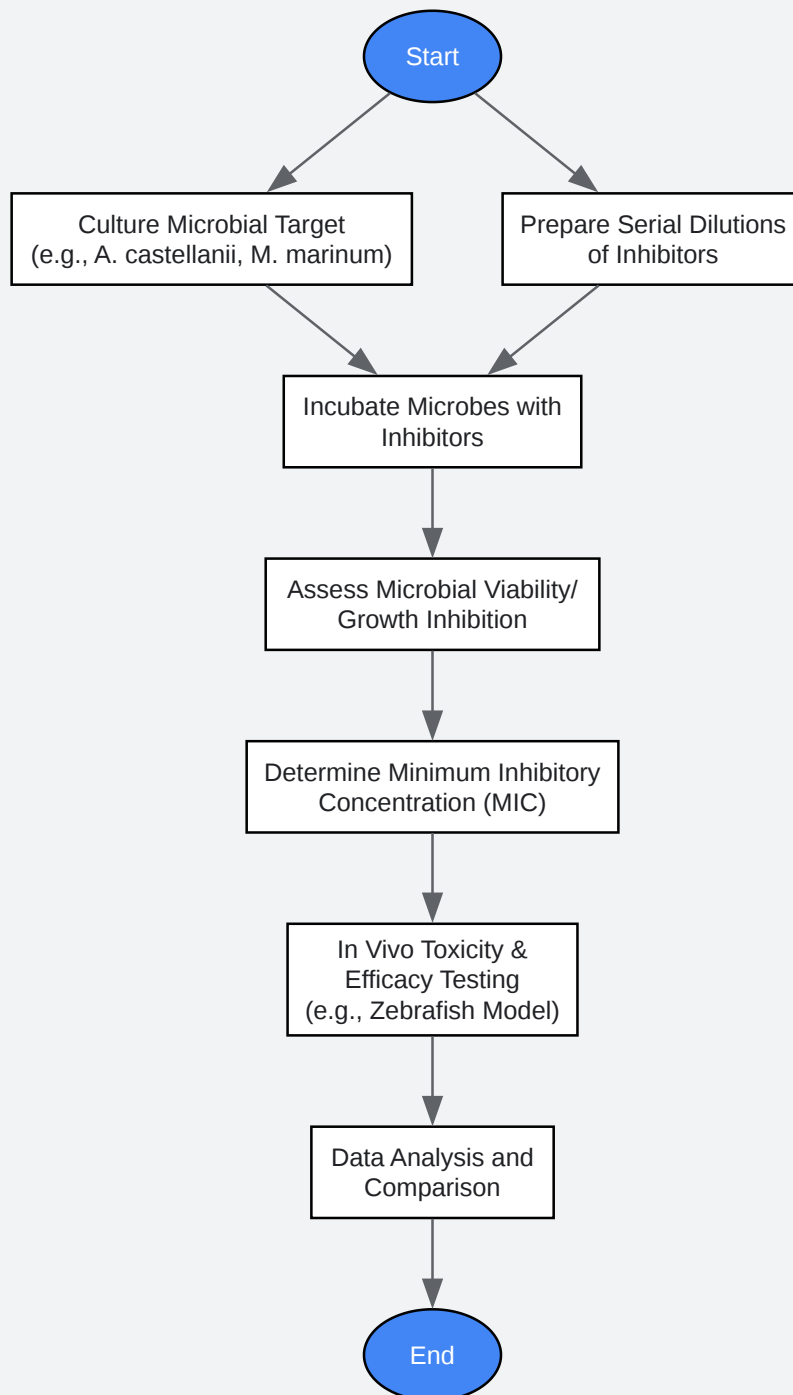 Start
Culture Microbial Target
(e.g., A. castellanii, M. marinum)
Prepare Serial Dilutions
of Inhibitors
Incubate Microbes with
Inhibitors
Assess Microbial Viability/
Growth Inhibition
Determine Minimum Inhibitory
Concentration (MIC)
In Vivo Toxicity &
Efficacy Testing
(e.g., Zebrafish Model)
Data Analysis and
Comparison
End